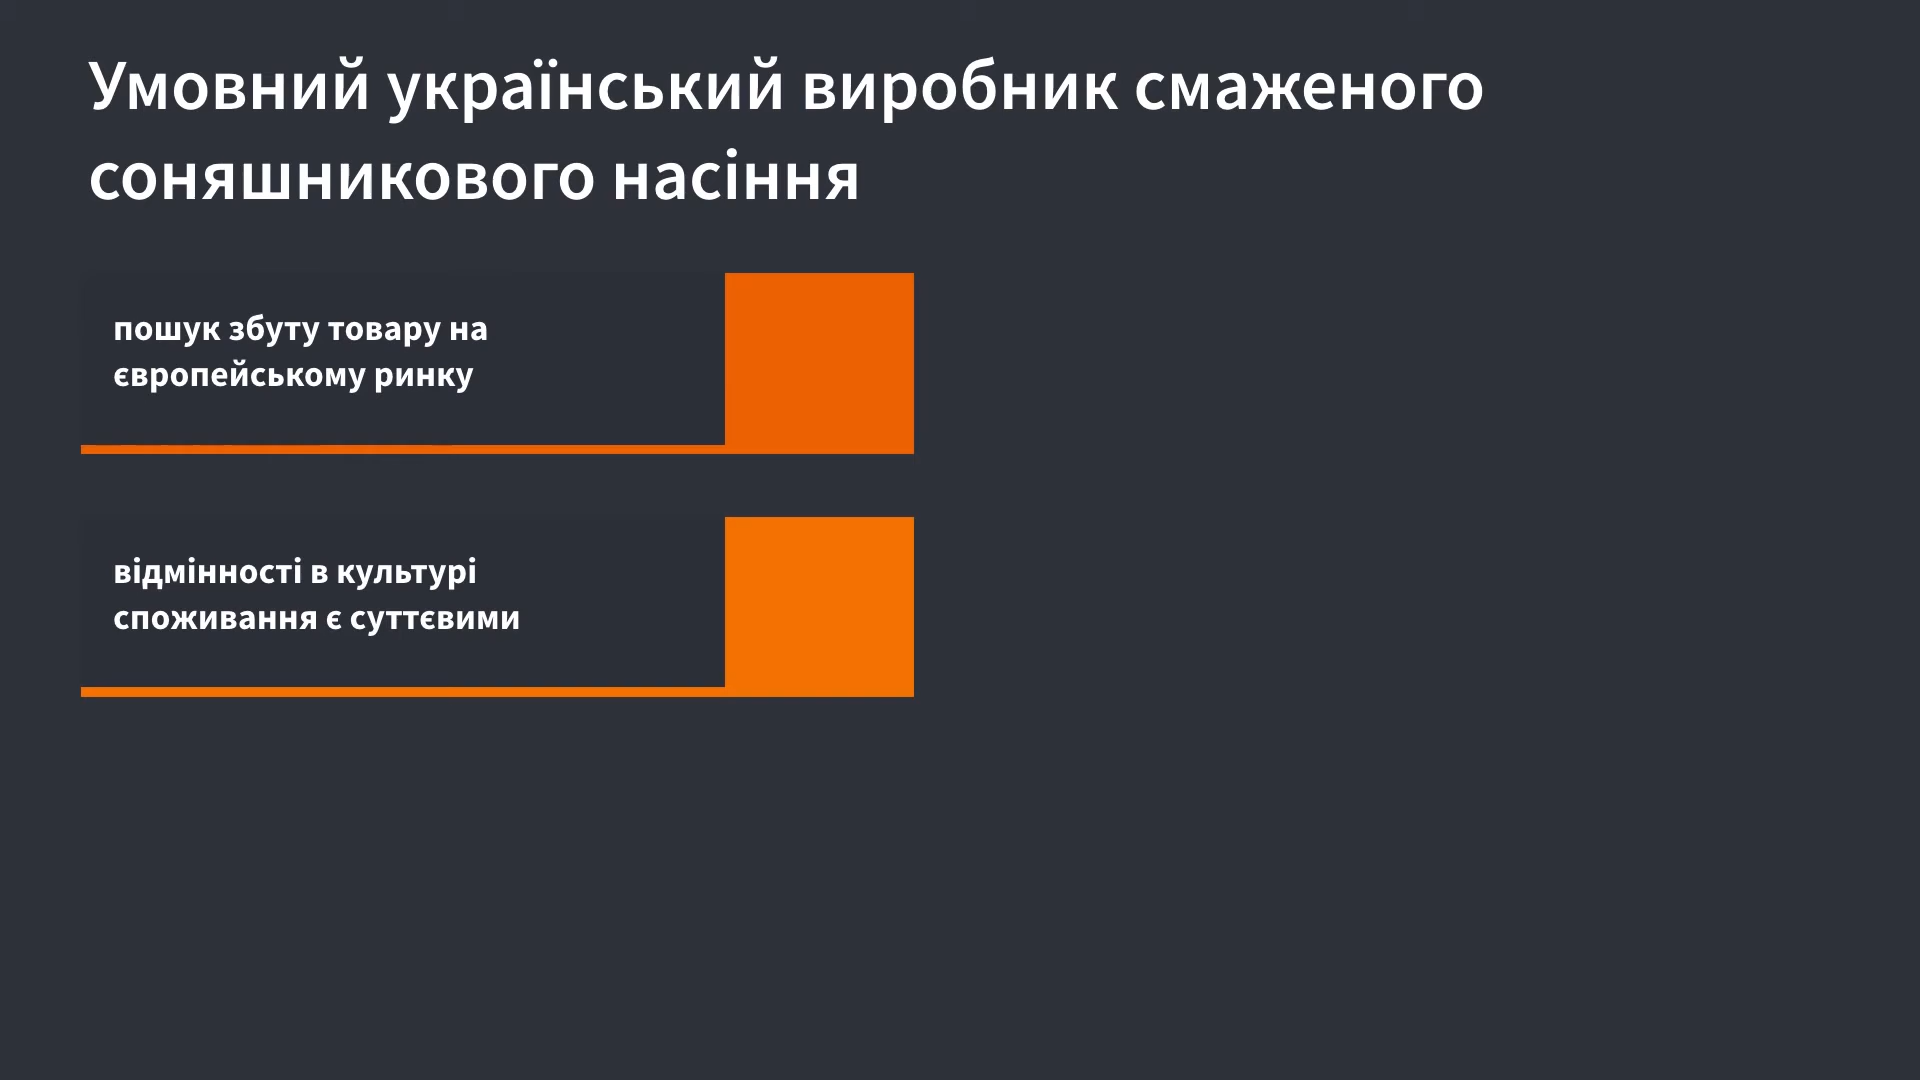 Умовний український виробник смаженого
соняшникового насіння
пошук збуту товару на
європейському ринку
відмінності в культурі
споживання є суттєвими